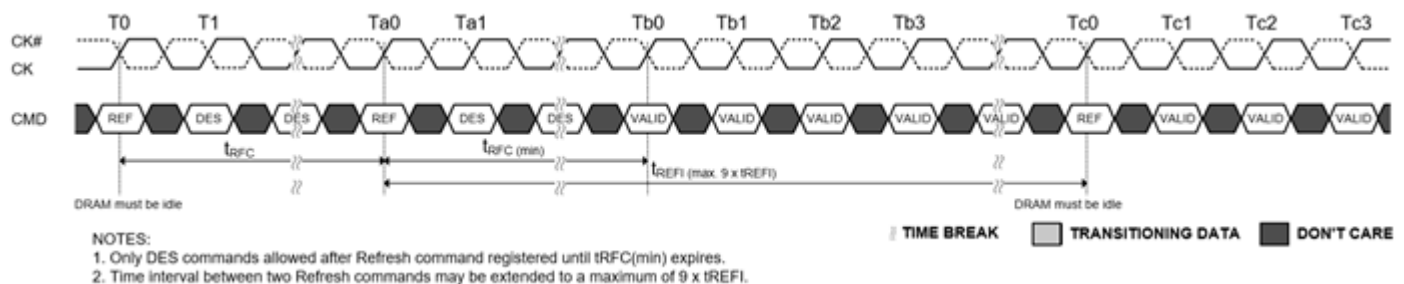 T0 T1 Ta0 Ta1 Tb0 Tb1 Tb2 Tb3 Tc0 Tc1 Tc2 Tc3
CK#
CK
CMD REF DES DES REF DES DES VALID VALID VALID VALID VALID REF VALID VALID VALID
tRFC tRFC (min)
tREFI (max. 9 x tREFI)
DRAM must be idle DRAM must be idle
TIME BREAK TRANSITIONING DATA DON'T CARE
NOTES:
1. Only DES commands allowed after Refresh command registered until tRFC(min) expires.
2. Time interval between two Refresh commands may be extended to a maximum of 9 x tREFI.